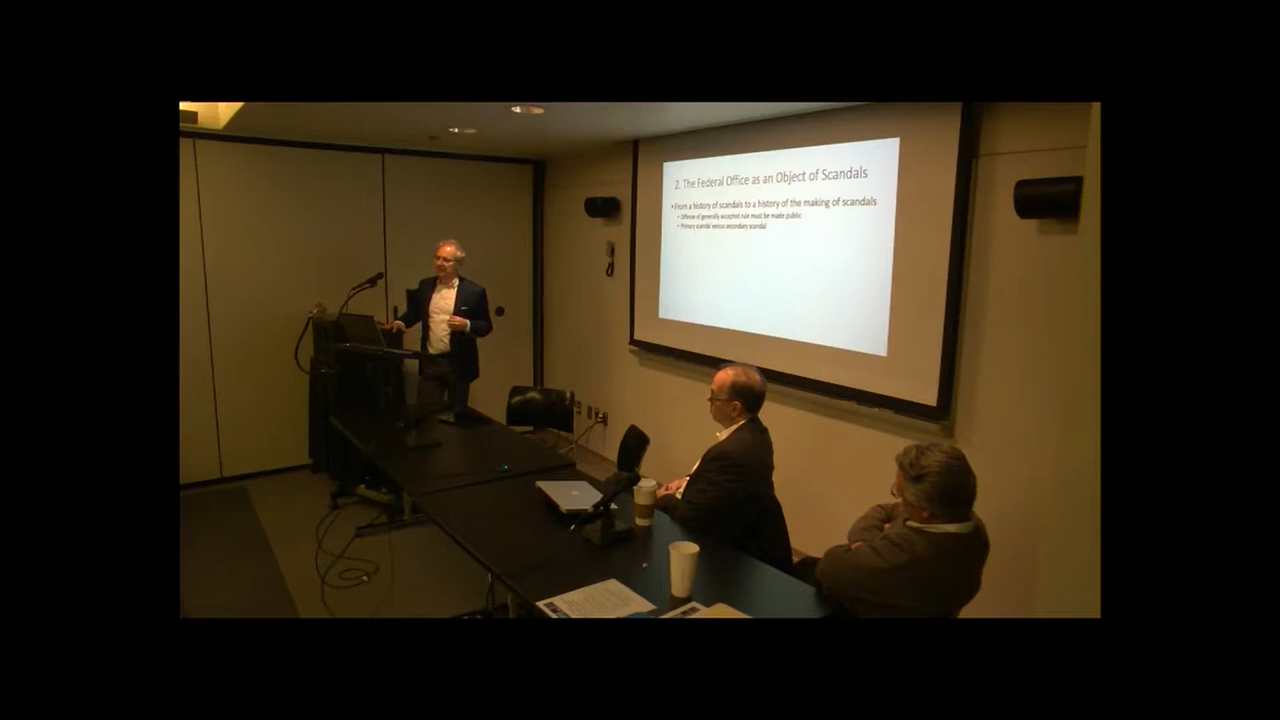 2. The Federal Office as an Object of Scandals
• From a history of scandals to a history of the making of scandals
• Offense of generally accepted rule must be made public
• Primary scandal versus secondary scandal